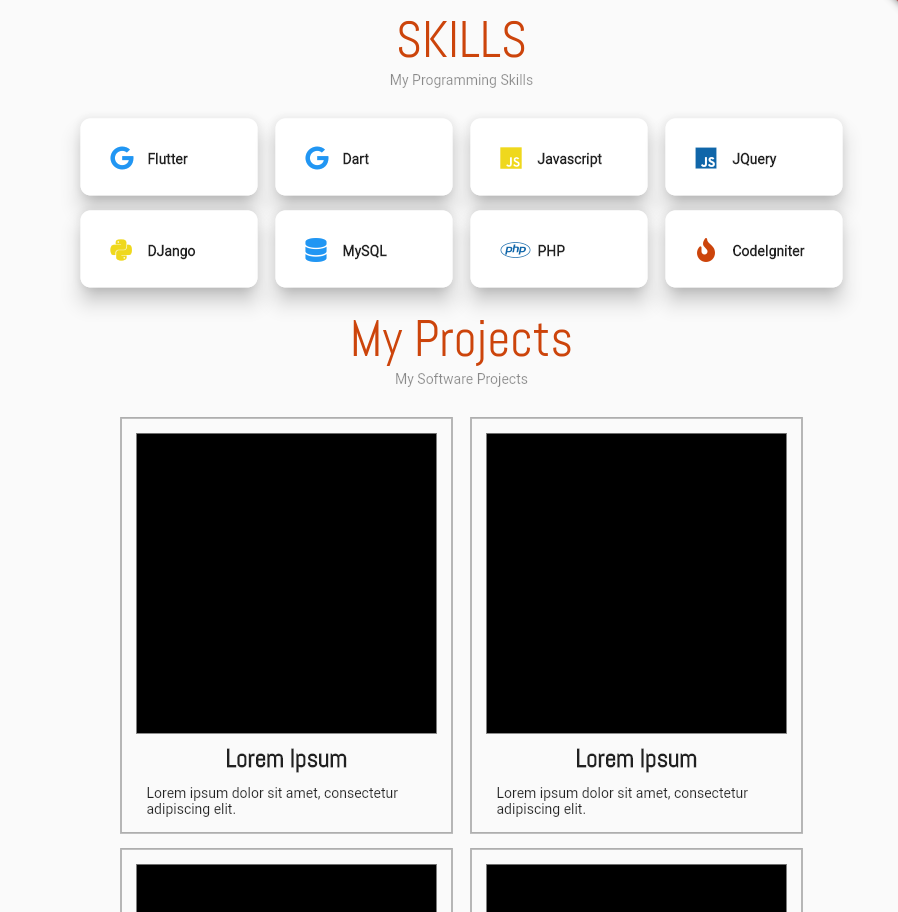 SKILLS
My Programming Skills
Flutter
Dart
JS Javascript
JS JQuery
DJango
MySQL
php PHP
CodeIgniter
My Projects
My Software Projects
Lorem Ipsum
Lorem ipsum dolor sit amet, consectetur
adipiscing elit.
Lorem Ipsum
Lorem ipsum dolor sit amet, consectetur
adipiscing elit.